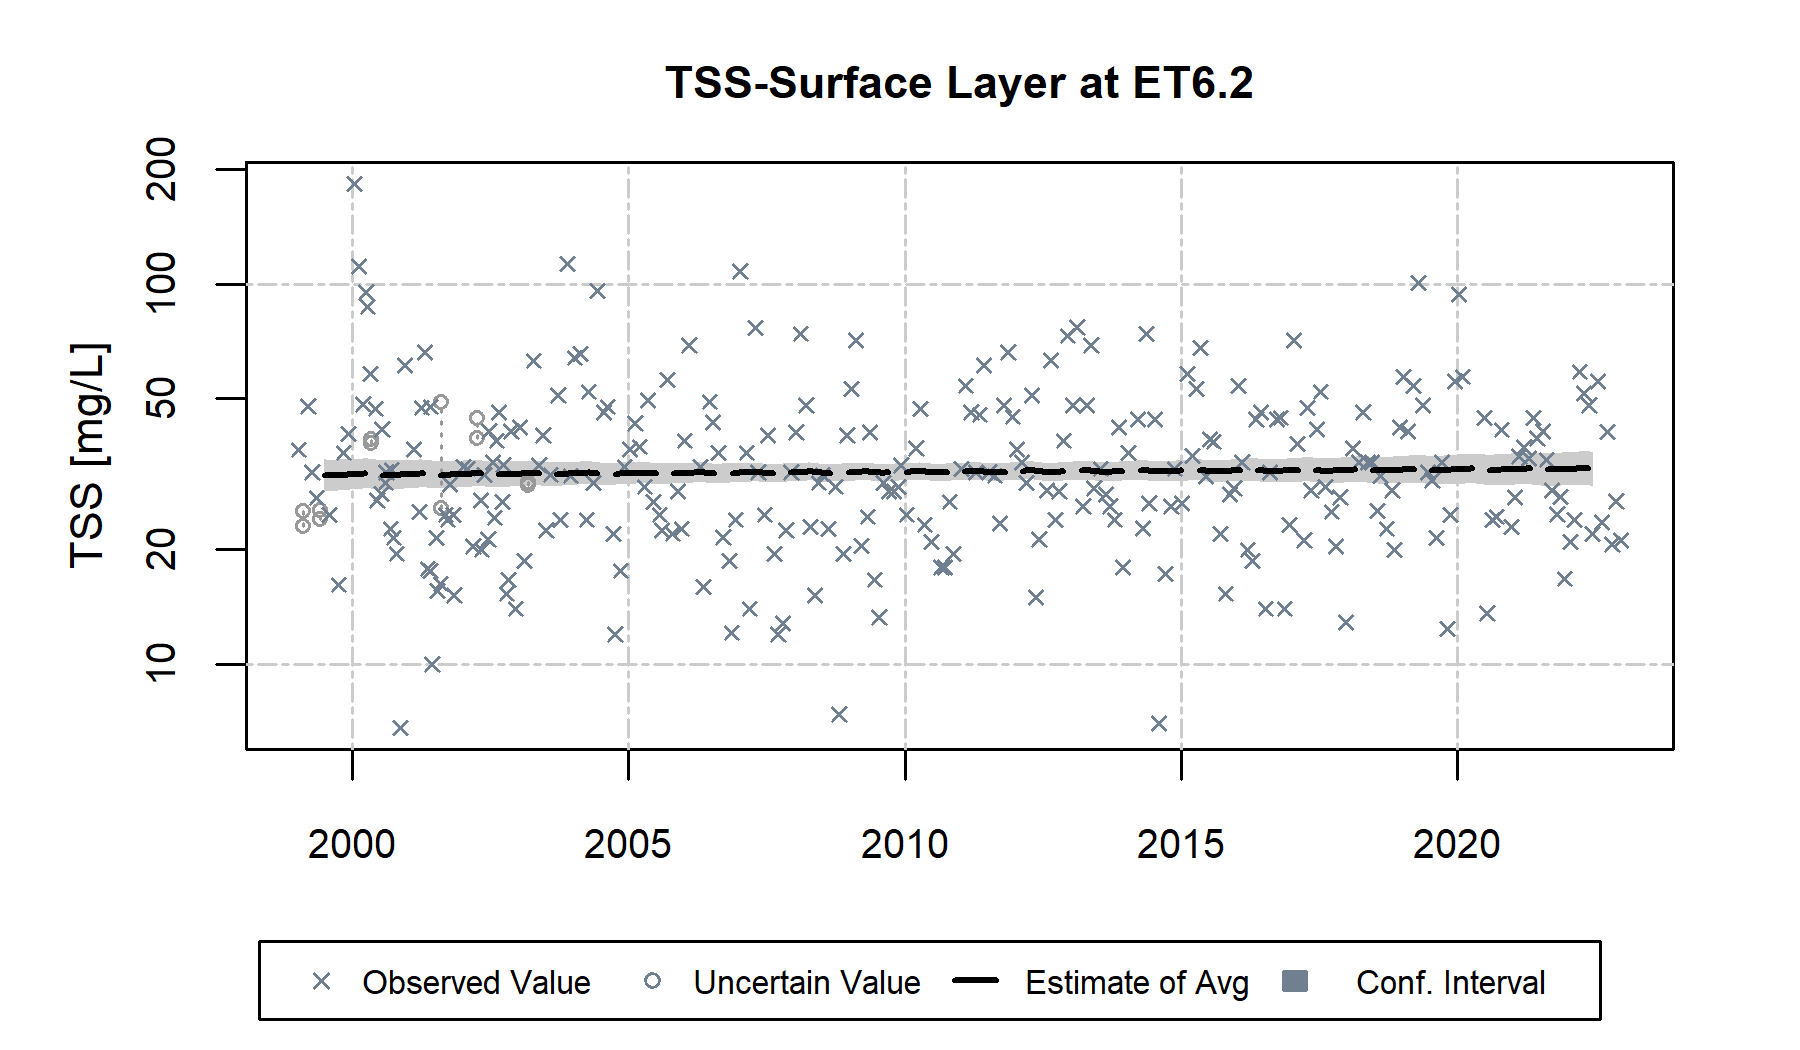 TSS-Surface Layer at ET6.2
TSS [mg/L]
200
100
50
20
10
2000 2005 2010 2015 2020
Observed Value Uncertain Value Estimate of Avg Conf. Interval